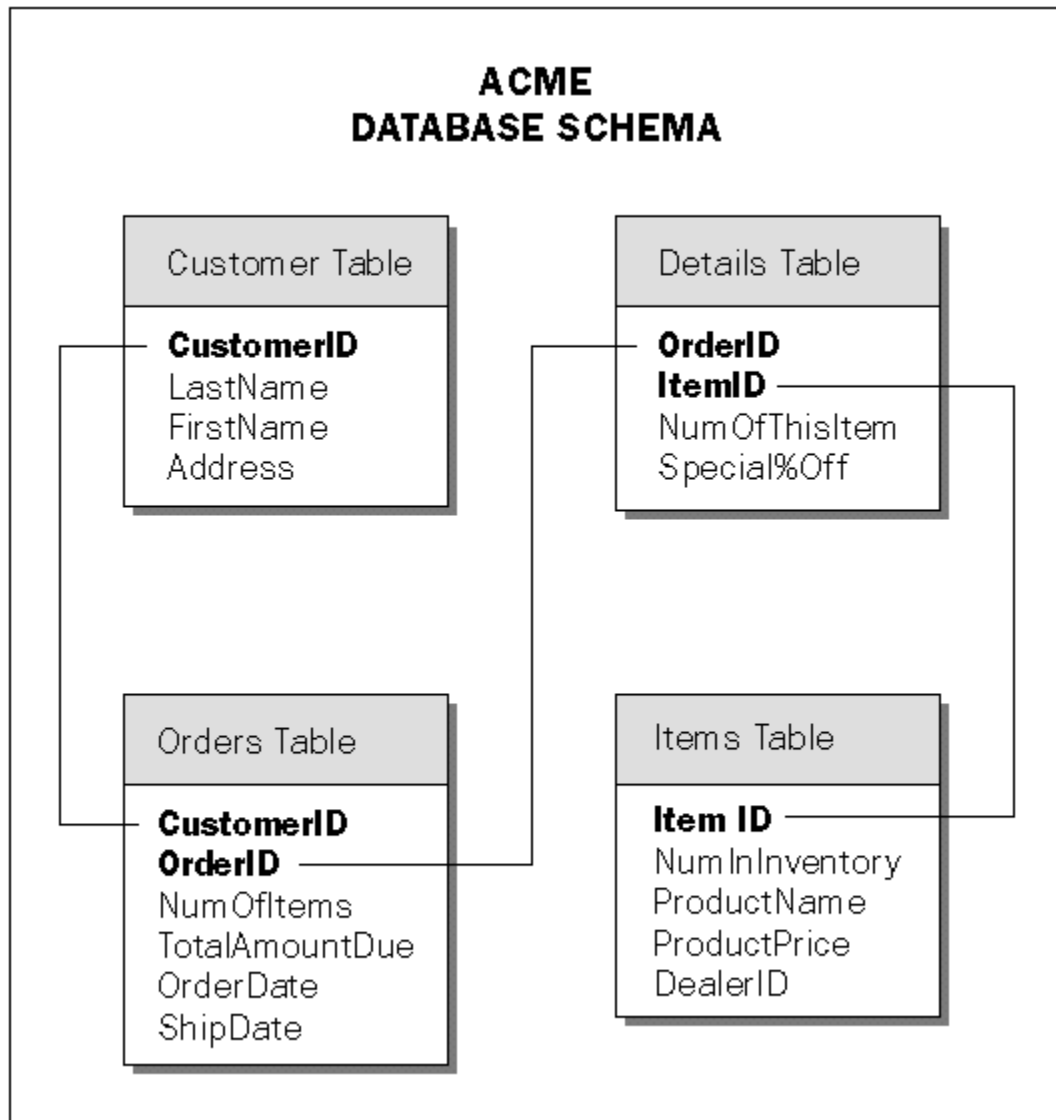 ACME
DATABASE SCHEMA
Customer Table
CustomerID
LastName
FirstName
Address
Details Table
OrderID
ItemID
NumOfThisItem
Special%Off
Orders Table
CustomerID
OrderID
NumOfItems
TotalAmountDue
OrderDate
ShipDate
Items Table
Item ID
NumInInventory
ProductName
ProductPrice
DealerID